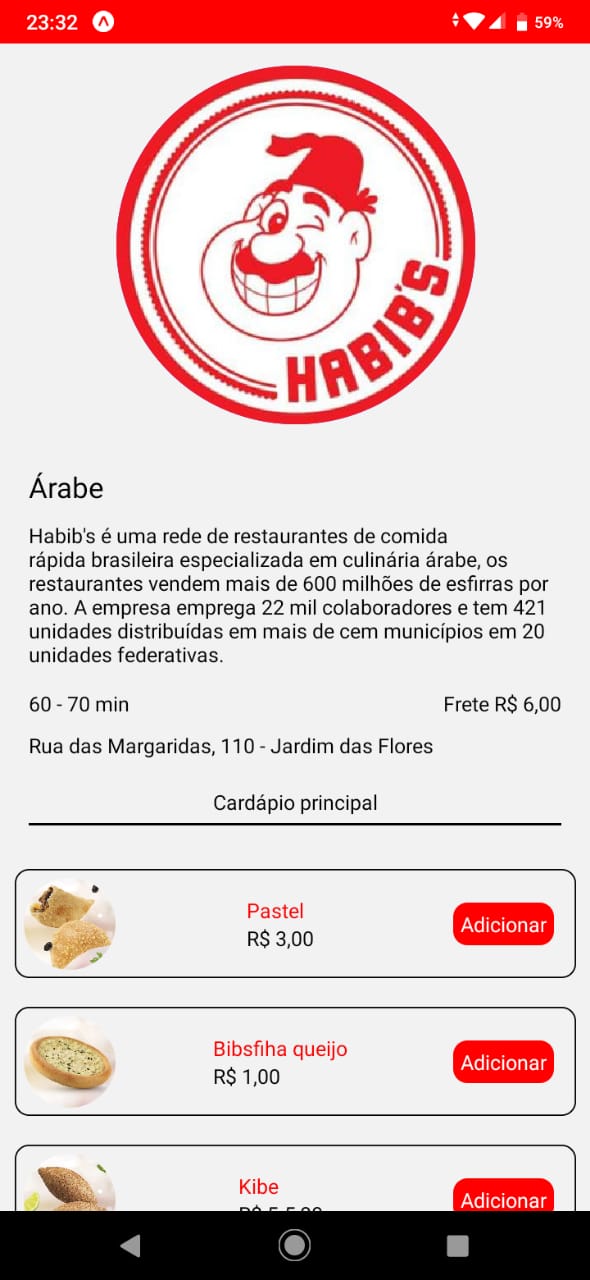 23:32
59%
HABIB'S
Árabe
Habib's é uma rede de restaurantes de comida
rápida brasileira especializada em culinária árabe, os
restaurantes vendem mais de 600 milhões de esfirras por
ano. A empresa emprega 22 mil colaboradores e tem 421
unidades distribuídas em mais de cem municípios em 20
unidades federativas.
60 - 70 min Frete R$ 6,00
Rua das Margaridas, 110 - Jardim das Flores
Cardápio principal
Pastel
R$ 3,00
Adicionar
Bibsfiha queijo
R$ 1,00
Adicionar
Kibe
Adicionar